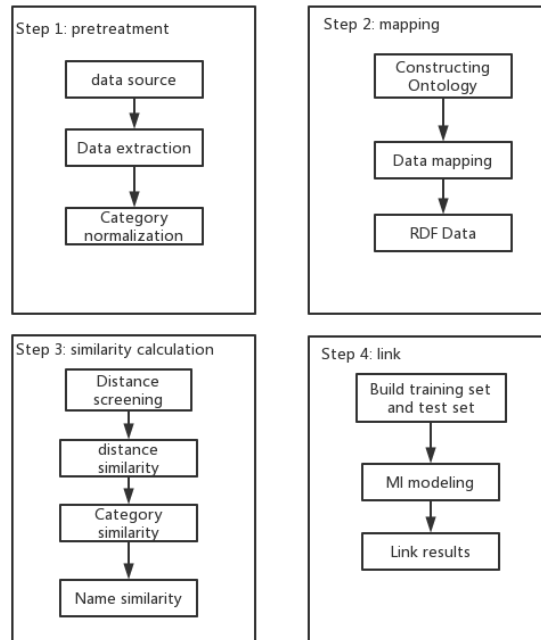 Step 1: pretreatment
data source
Data extraction
Category
normalization
Step 2: mapping
Constructing
Ontology
Data mapping
RDF Data
Step 3: similarity calculation
Distance
screening
distance
similarity
Category
similarity
Name similarity
Step 4: link
Build training set
and test set
Ml modeling
Link results